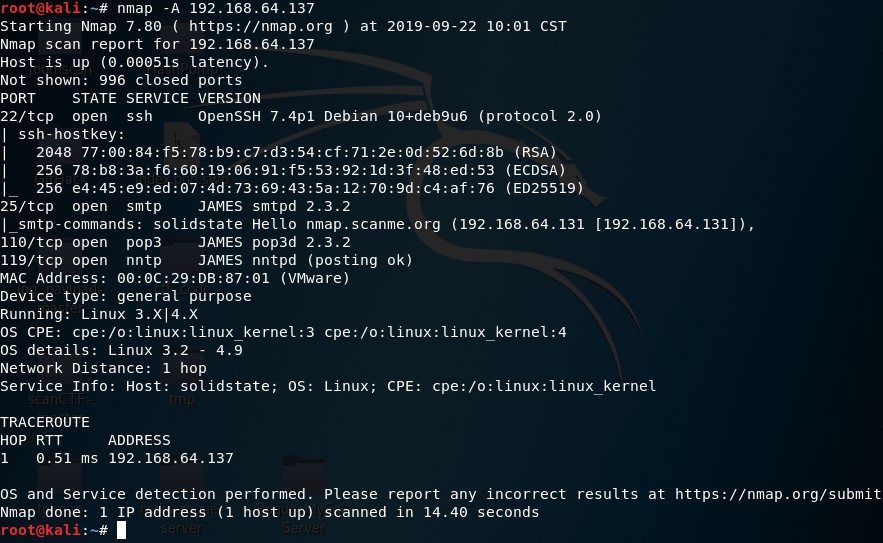 root@kali:~# nmap -A 192.168.64.137
Starting Nmap 7.80 ( https://nmap.org ) at 2019-09-22 10:01 CST
Nmap scan report for 192.168.64.137
Host is up (0.00051s latency).
Not shown: 996 closed ports
PORT    STATE SERVICE VERSION
22/tcp  open  ssh     OpenSSH 7.4p1 Debian 10+deb9u6 (protocol 2.0)
| ssh-hostkey:
|   2048 77:00:84:f5:78:b9:c7:d3:54:cf:71:2e:0d:52:6d:8b (RSA)
|   256 78:b8:3a:f6:60:19:06:91:f5:53:92:1d:3f:48:ed:53 (ECDSA)
|_  256 e4:45:e9:ed:07:4d:73:69:43:5a:12:70:9d:c4:af:76 (ED25519)
25/tcp  open  smtp    JAMES smtpd 2.3.2
|_smtp-commands: solidstate Hello nmap.scanme.org (192.168.64.131 [192.168.64.131]),
110/tcp open  pop3    JAMES pop3d 2.3.2
119/tcp open  nntp    JAMES nntpd (posting ok)
MAC Address: 00:0C:29:DB:87:01 (VMware)
Device type: general purpose
Running: Linux 3.X|4.X
OS CPE: cpe:/o:linux:linux_kernel:3 cpe:/o:linux:linux_kernel:4
OS details: Linux 3.2 - 4.9
Network Distance: 1 hop
Service Info: Host: solidstate; OS: Linux; CPE: cpe:/o:linux:linux_kernel
scanCTF-
tmp
TRACEROUTE
HOP RTT     ADDRESS
1   0.51 ms 192.168.64.137
OS and Service detection performed. Please report any incorrect results at https://nmap.org/submit
Nmap done: 1 IP address (1 host up) scanned in 14.40 seconds
root@kali:~#
server
Server